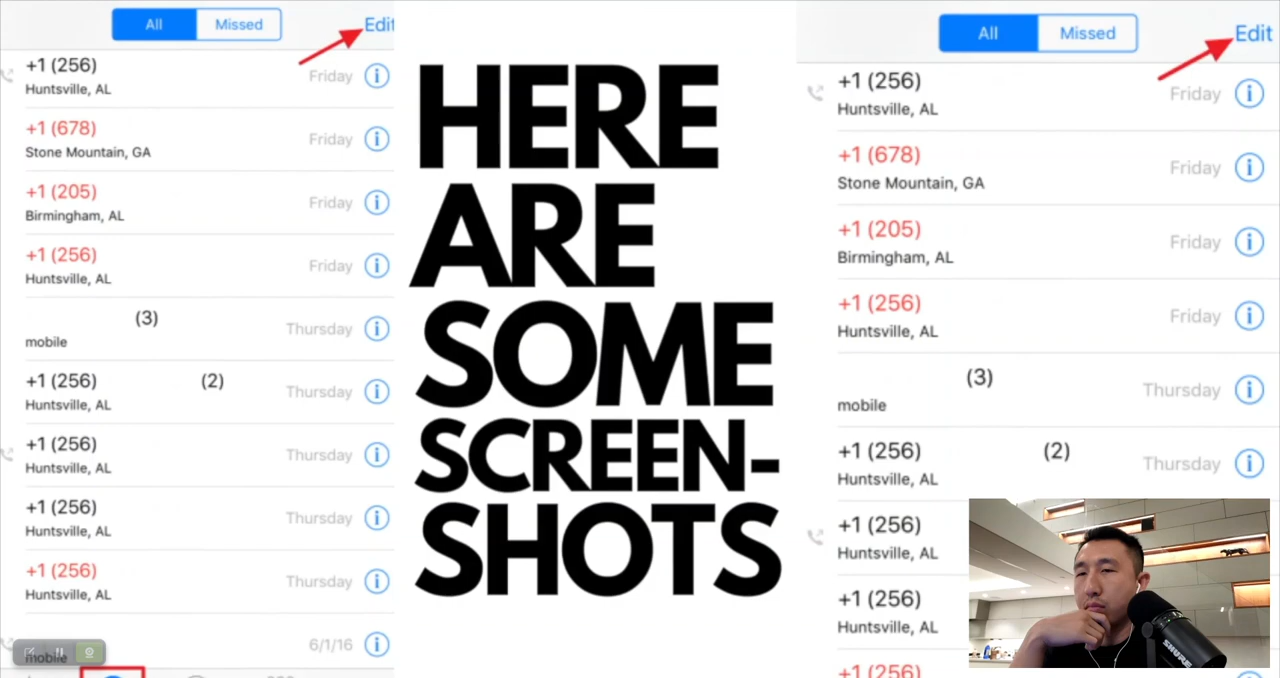 All
Missed
Edit
+1 (256)
Huntsville, AL
Friday
+1 (678)
Stone Mountain, GA
Friday
+1 (205)
Birmingham, AL
Friday
+1 (256)
Huntsville, AL
Friday
(3)
mobile
Thursday
+1 (256) (2)
Huntsville, AL
Thursday
+1 (256)
Huntsville, AL
Thursday
+1 (256)
Huntsville, AL
Thursday
+1 (256)
Huntsville, AL
Thursday
mobile
6/1/16
HERE
ARE
SOME
SCREEN-
SHOTS
All
Missed
Edit
+1 (256)
Huntsville, AL
Friday
+1 (678)
Stone Mountain, GA
Friday
+1 (205)
Birmingham, AL
Friday
+1 (256)
Huntsville, AL
Friday
(3)
mobile
Thursday
+1 (256) (2)
Huntsville, AL
Thursday
+1 (256)
Huntsville, AL
+1 (256)
Huntsville, AL
+1 (256)
SHURE